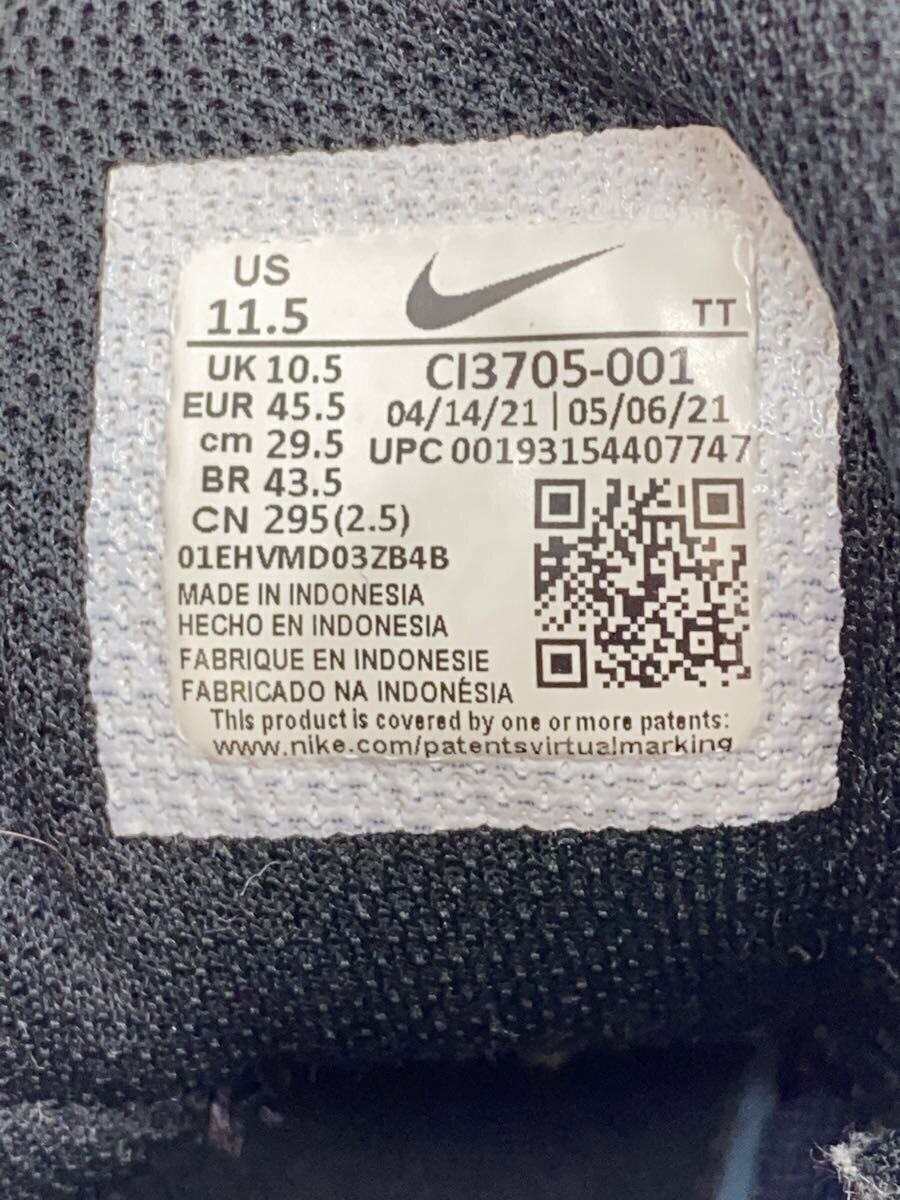 US
11.5
TT
UK 10.5
CI3705-001
EUR 45.5
04/14/21 | 05/06/21
cm 29.5
UPC 00193154407747
BR 43.5
CN 295(2.5)
01EHVMD03ZB4B
MADE IN INDONESIA
HECHO EN INDONESIA
FABRIQUE EN INDONESIE
FABRICADO NA INDONÉSIA
This product is covered by one or more patents:
www.nike.com/patentsvirtualmarking